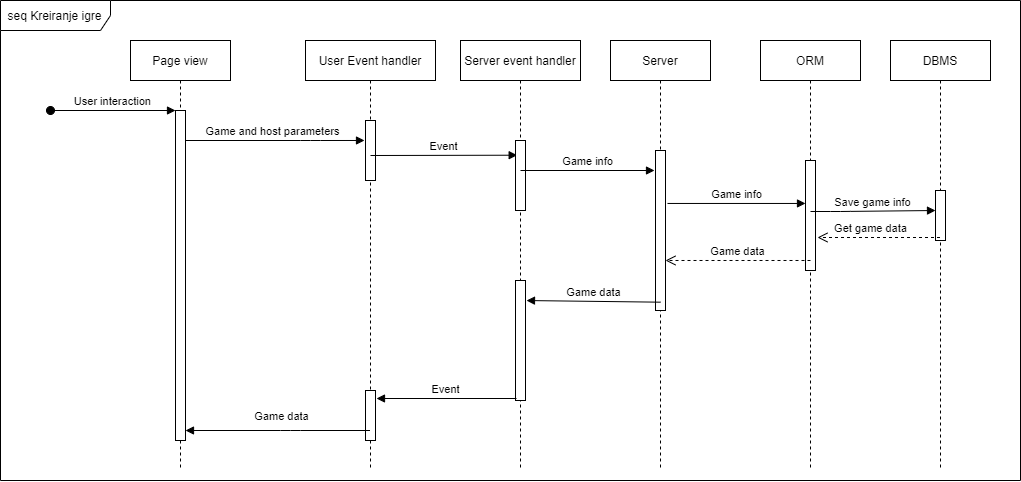 seq Kreiranje igre
Page view
User Event handler
Server event handler
Server
ORM
DBMS
User interaction
Game and host parameters
Event
Game info
Game info
Save game info
Get game data
Game data
Game data
Event
Game data